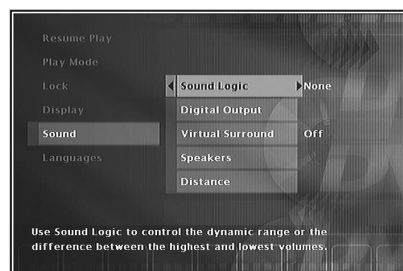 Resume Play
Play Mode
Lock
Sound Logic None
Digital Output
Display
Sound
Virtual Surround Off
Languages
Speakers
Distance
Use Sound Logic to control the dynamic range or the
difference between the highest and lowest volumes.